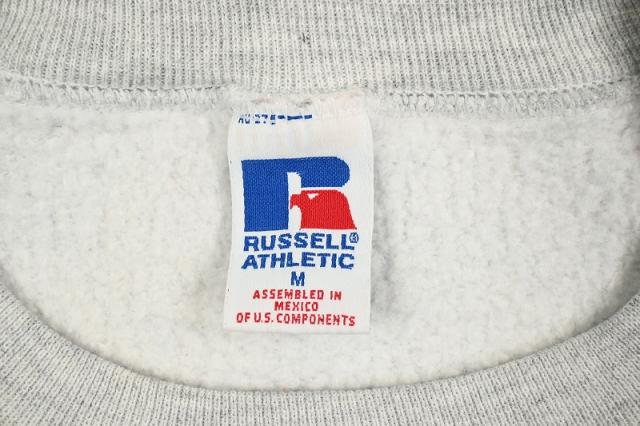 RUSSELL®
ATHLETIC
M
ASSEMBLED IN
MEXICO
OF U.S. COMPONENTS